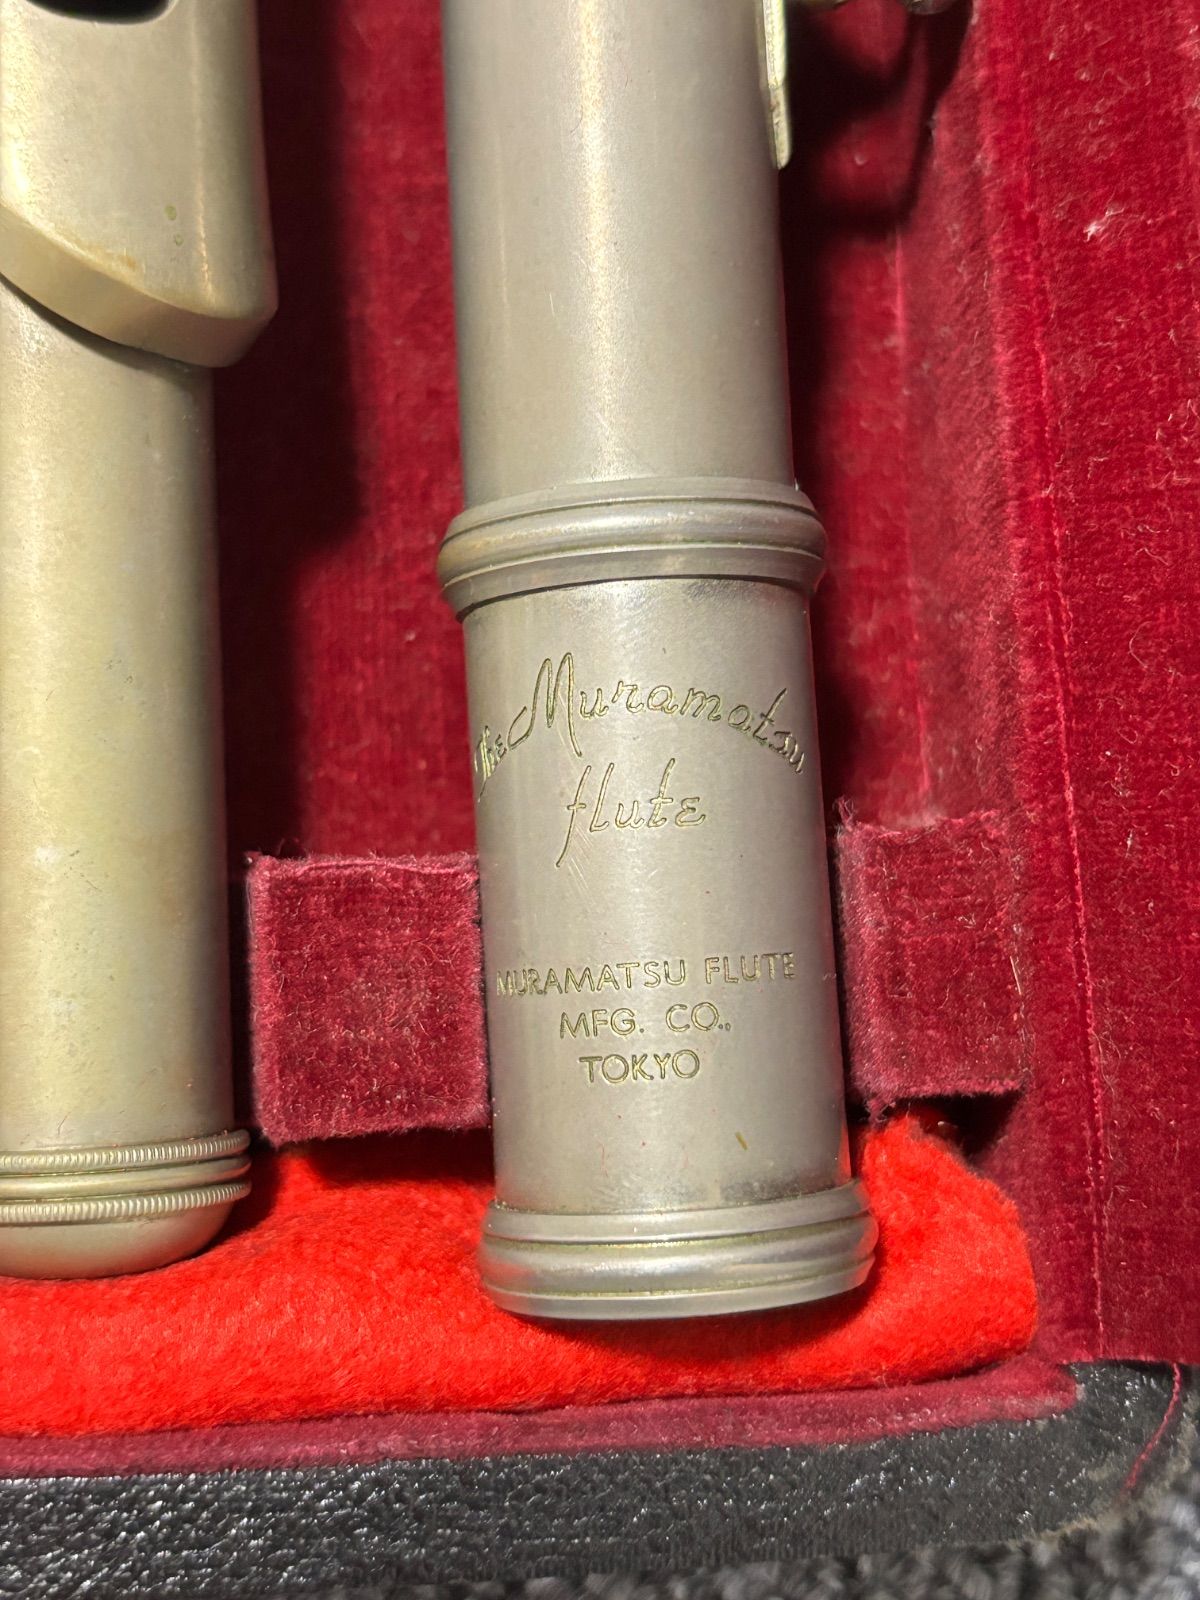 The Muramatsu
flute
MURAMATSU FLUTE
MFG. CO.,
TOKYO